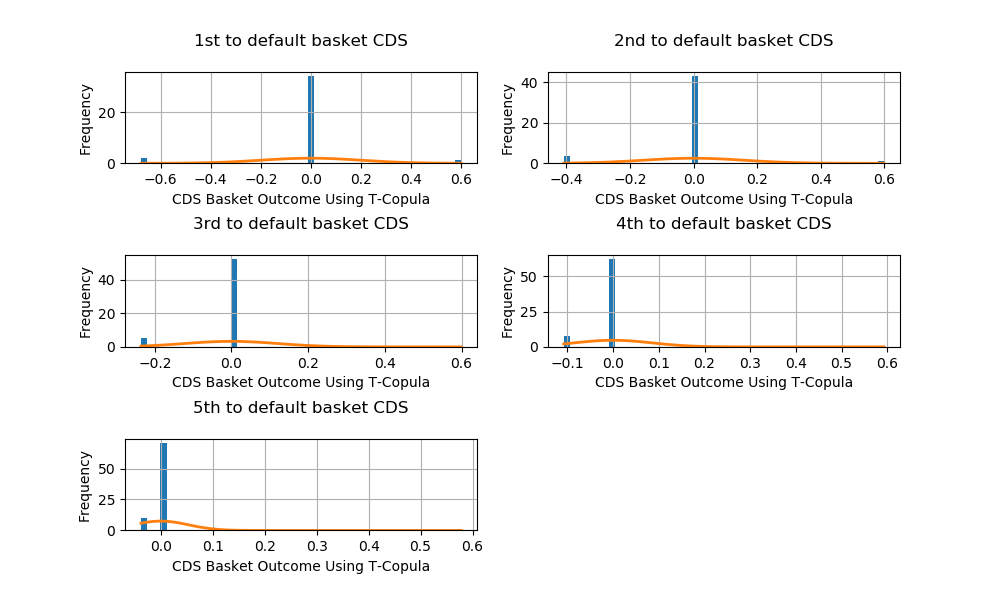 1st to default basket CDS
Frequency
20
0
−0.6 −0.4 −0.2 0.0 0.2 0.4 0.6
CDS Basket Outcome Using T-Copula
2nd to default basket CDS
Frequency
40
20
0
−0.4 −0.2 0.0 0.2 0.4 0.6
CDS Basket Outcome Using T-Copula
3rd to default basket CDS
Frequency
40
20
0
−0.2 0.0 0.2 0.4 0.6
CDS Basket Outcome Using T-Copula
4th to default basket CDS
Frequency
50
25
0
−0.1 0.0 0.1 0.2 0.3 0.4 0.5 0.6
CDS Basket Outcome Using T-Copula
5th to default basket CDS
Frequency
50
25
0
0.0 0.1 0.2 0.3 0.4 0.5 0.6
CDS Basket Outcome Using T-Copula